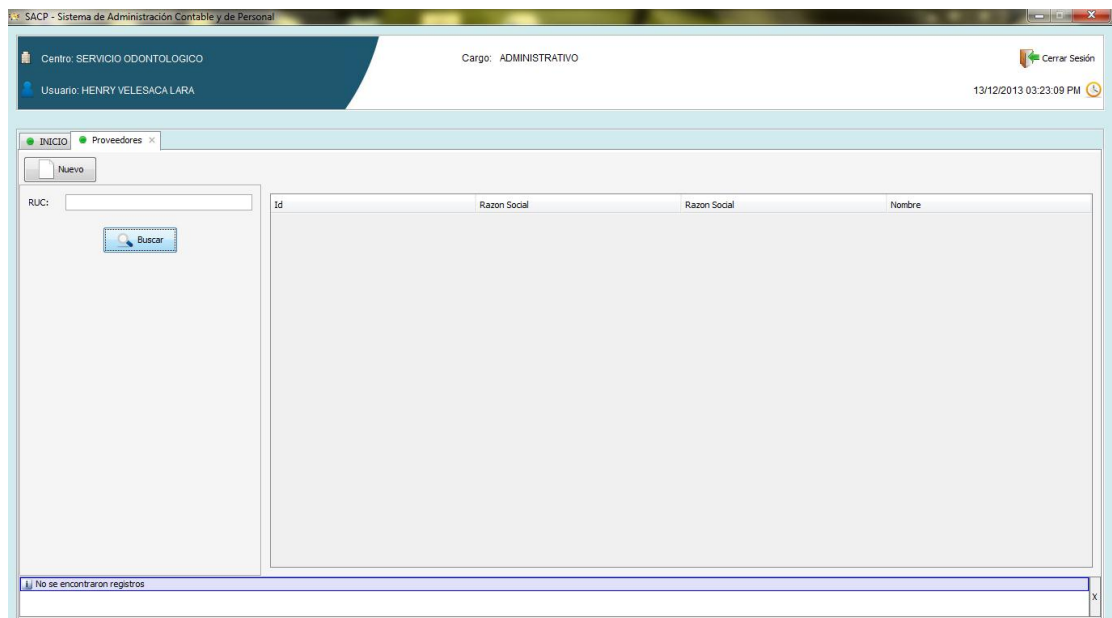 SACP - Sistema de Administración Contable y de Personal
Centro: SERVICIO ODONTOLOGICO
Cargo: ADMINISTRATIVO
Cerrar Sesión
Usuario: HENRY VELESACA LARA
13/12/2013 03:23:09 PM
INICIO
Proveedores
Nuevo
RUC:
Buscar
Id Razon Social Razon Social Nombre
No se encontraron registros
X